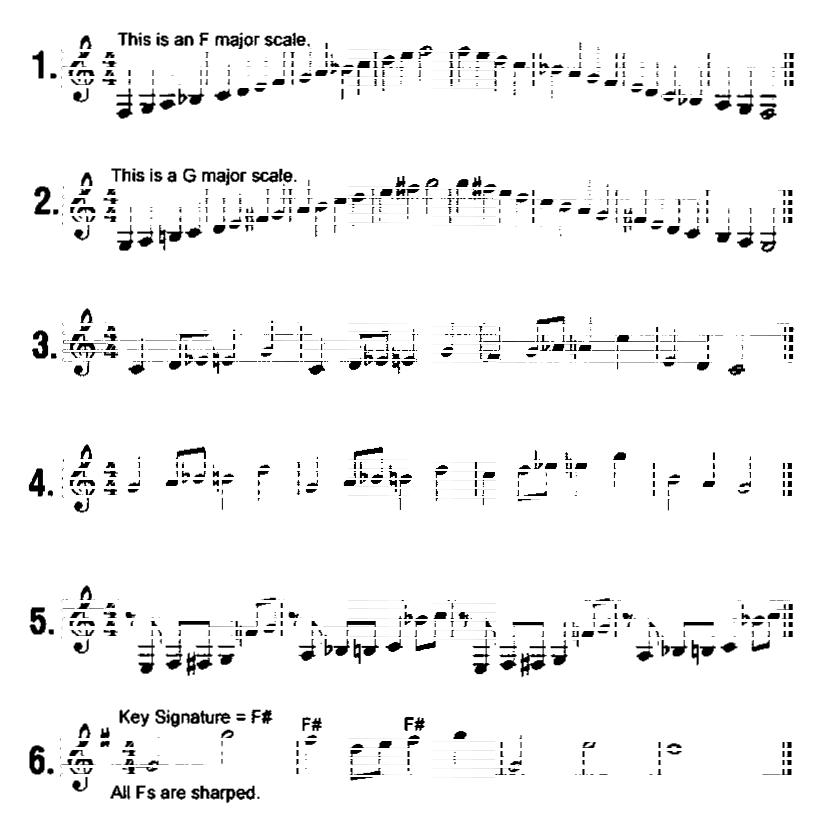 This is an F major scale.
1.
This is a G major scale.
2.
3.
4.
5.
Key Signature = F#
F#
F#
6.
All Fs are sharped.